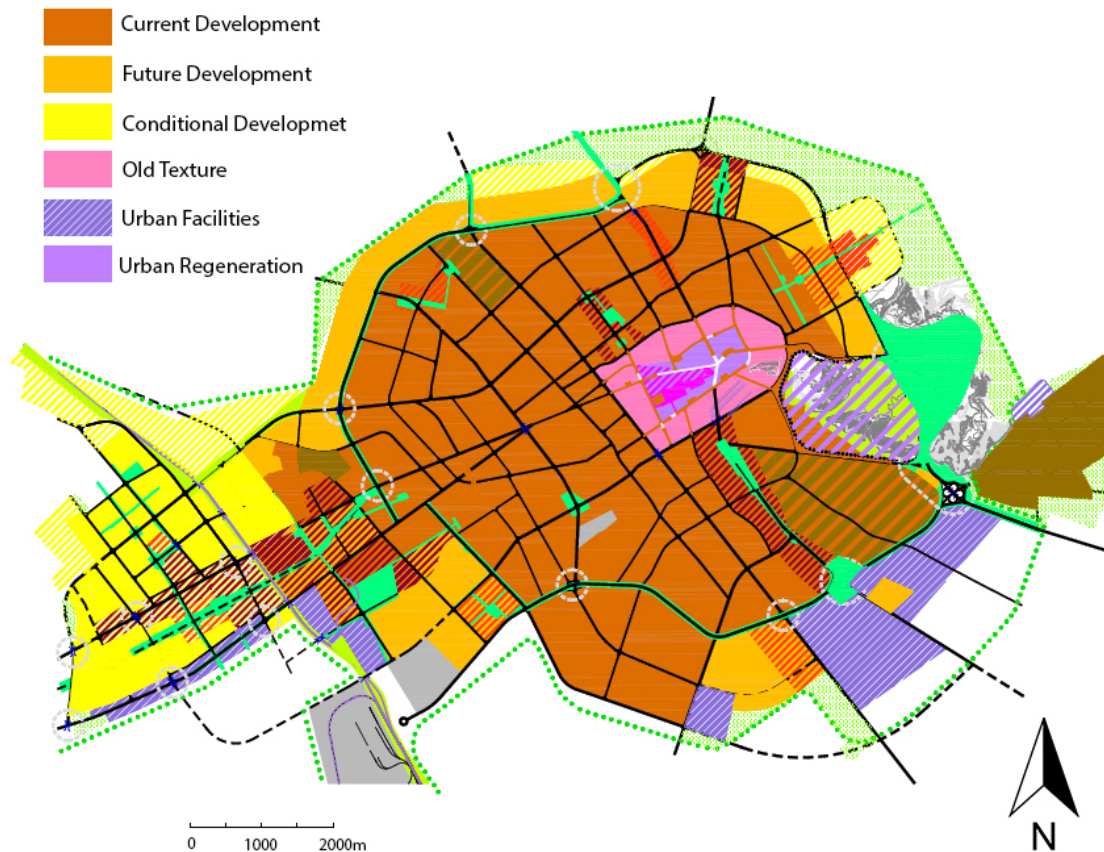 Current Development
Future Development
Conditional Developmet
Old Texture
Urban Facilities
Urban Regeneration
0 1000 2000m
N